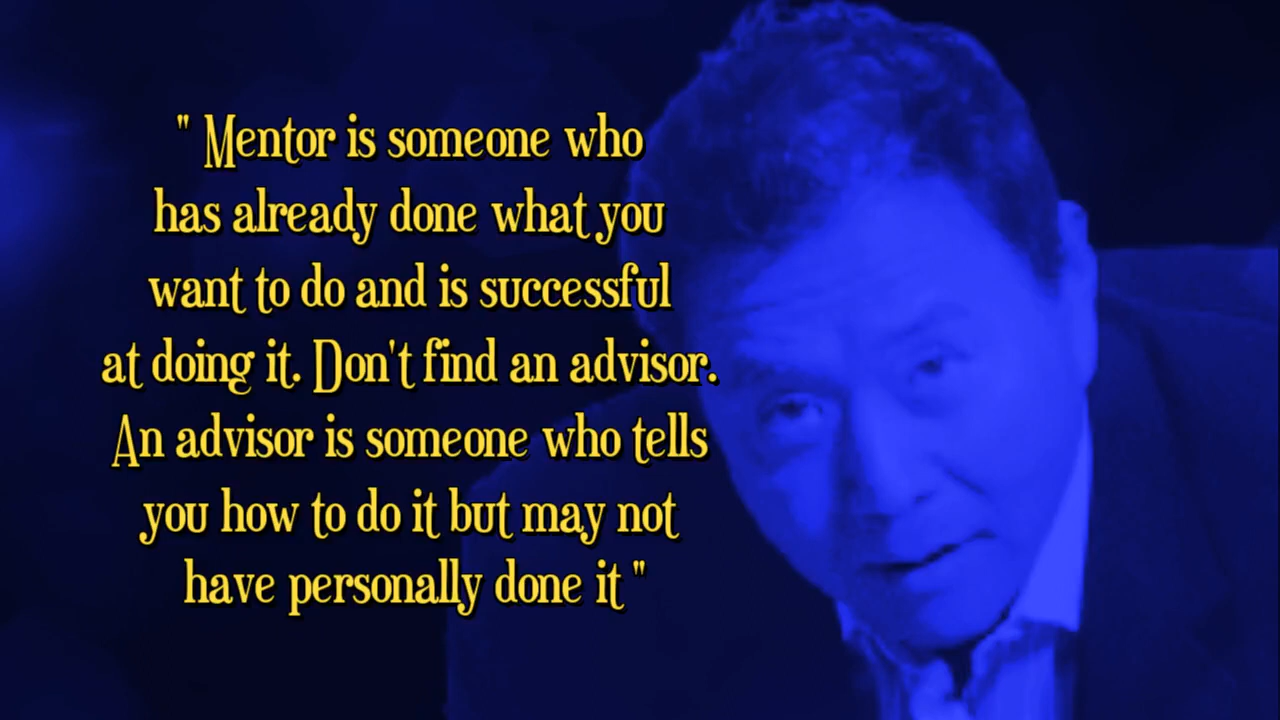 " Mentor is someone who
has already done what you
want to do and is successful
at doing it. Don't find an advisor.
An advisor is someone who tells
you how to do it but may not
have personally done it "